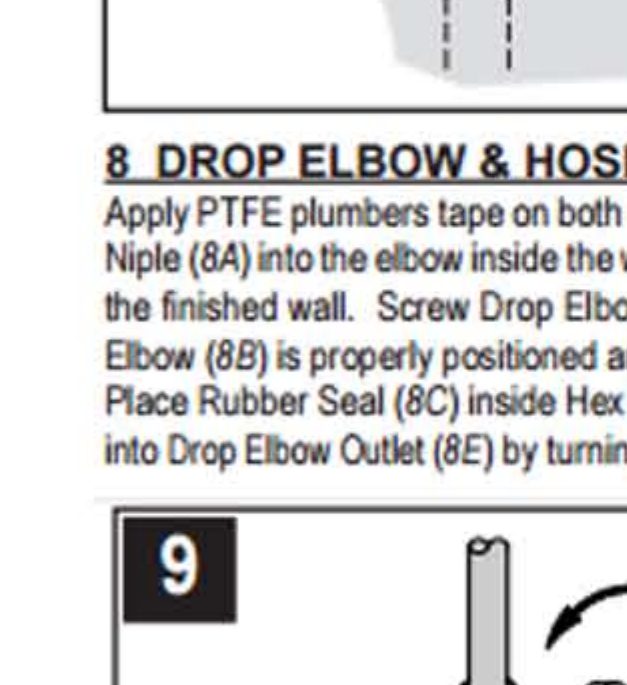 8 DROP ELBOW & HOS
Apply PTFE plumbers tape on both
Niple (8A) into the elbow inside the
the finished wall. Screw Drop Elbo
Elbow (8B) is properly positioned a
Place Rubber Seal (8C) inside Hex
into Drop Elbow Outlet (8E) by turnin
9